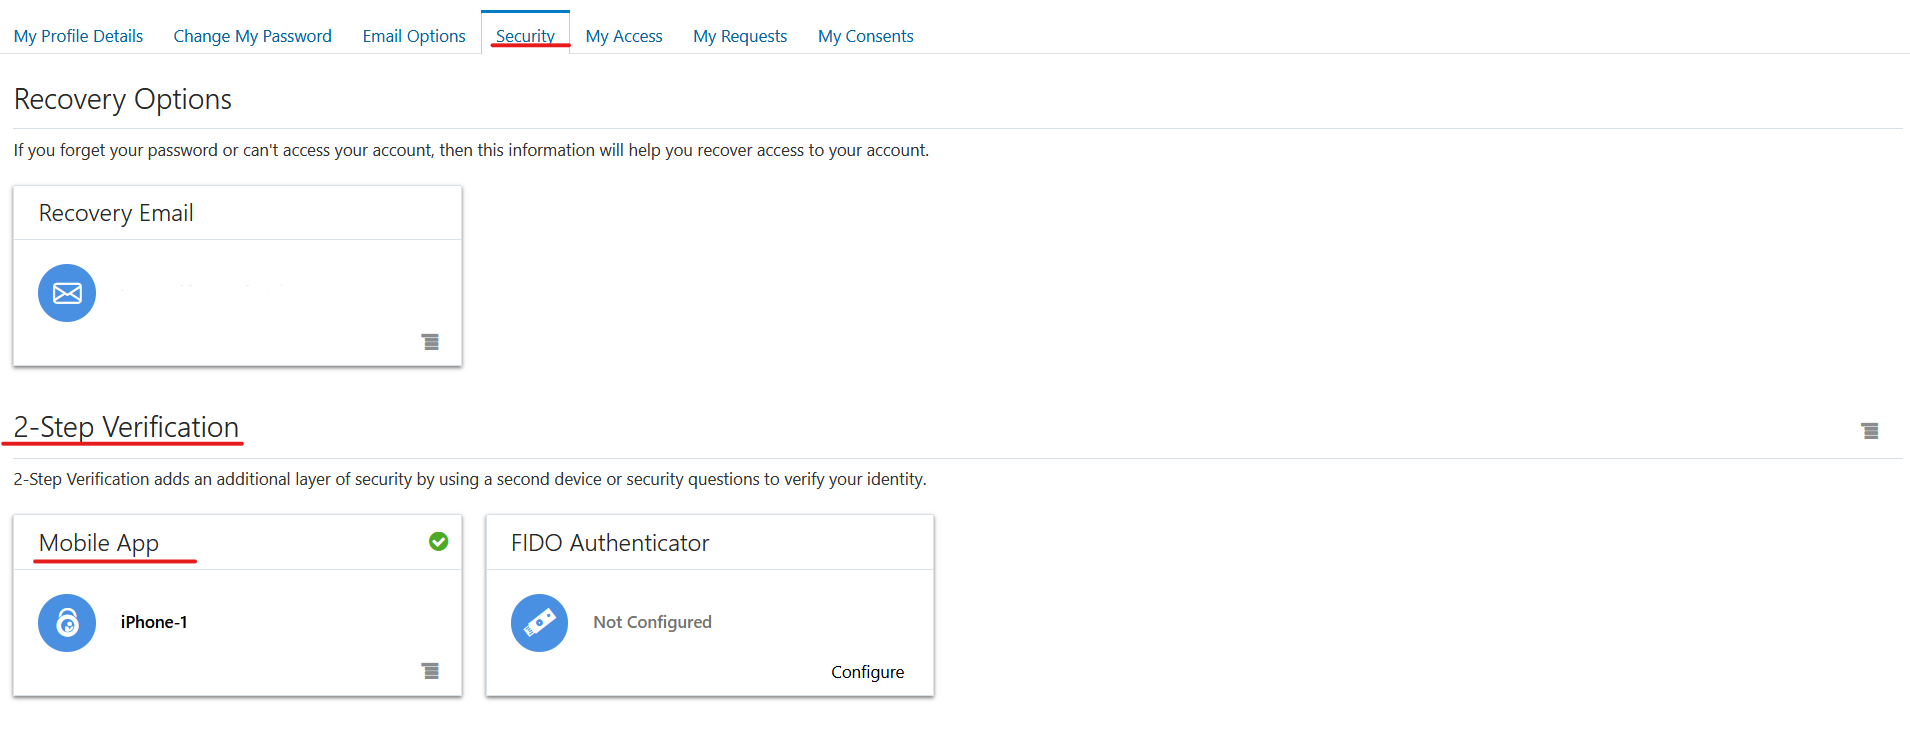 My Profile Details Change My Password Email Options Security My Access My Requests My Consents
Recovery Options
If you forget your password or can't access your account, then this information will help you recover access to your account.
Recovery Email
2-Step Verification
2-Step Verification adds an additional layer of security by using a second device or security questions to verify your identity.
Mobile App
iPhone-1
FIDO Authenticator
Not Configured
Configure